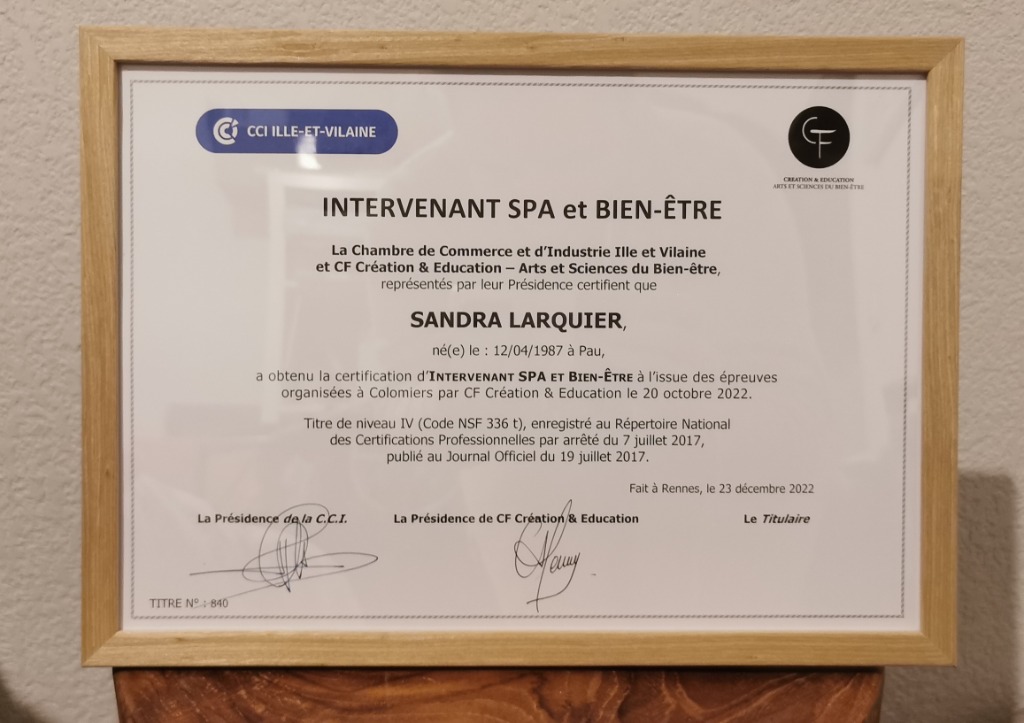 CCI ILLE-ET-VILAINE
CF
CREATION & EDUCATION
ARTS ET SCIENCES DU BIEN-ÊTRE
INTERVENANT SPA et BIEN-ÊTRE
La Chambre de Commerce et d'Industrie Ille et Vilaine
et CF Création & Education – Arts et Sciences du Bien-être,
représentés par leur Présidence certifient que
SANDRA LARQUIER,
né(e) le : 12/04/1987 à Pau,
a obtenu la certification d'INTERVENANT SPA ET BIEN-ÊTRE à l'issue des épreuves
organisées à Colomiers par CF Création & Education le 20 octobre 2022.
Titre de niveau IV (Code NSF 336 t), enregistré au Répertoire National
des Certifications Professionnelles par arrêté du 7 juillet 2017,
publié au Journal Officiel du 19 juillet 2017.
Fait à Rennes, le 23 décembre 2022
La Présidence de la C.C.I. La Présidence de CF Création & Education Le Titulaire
TITRE N° : 840